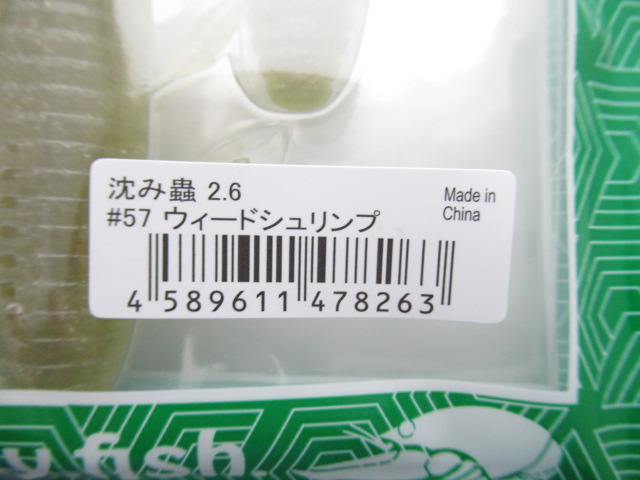 沈み蟲 2.6
#57 ウィードシュリンプ
Made in
China
4 589611 478263
y fish.